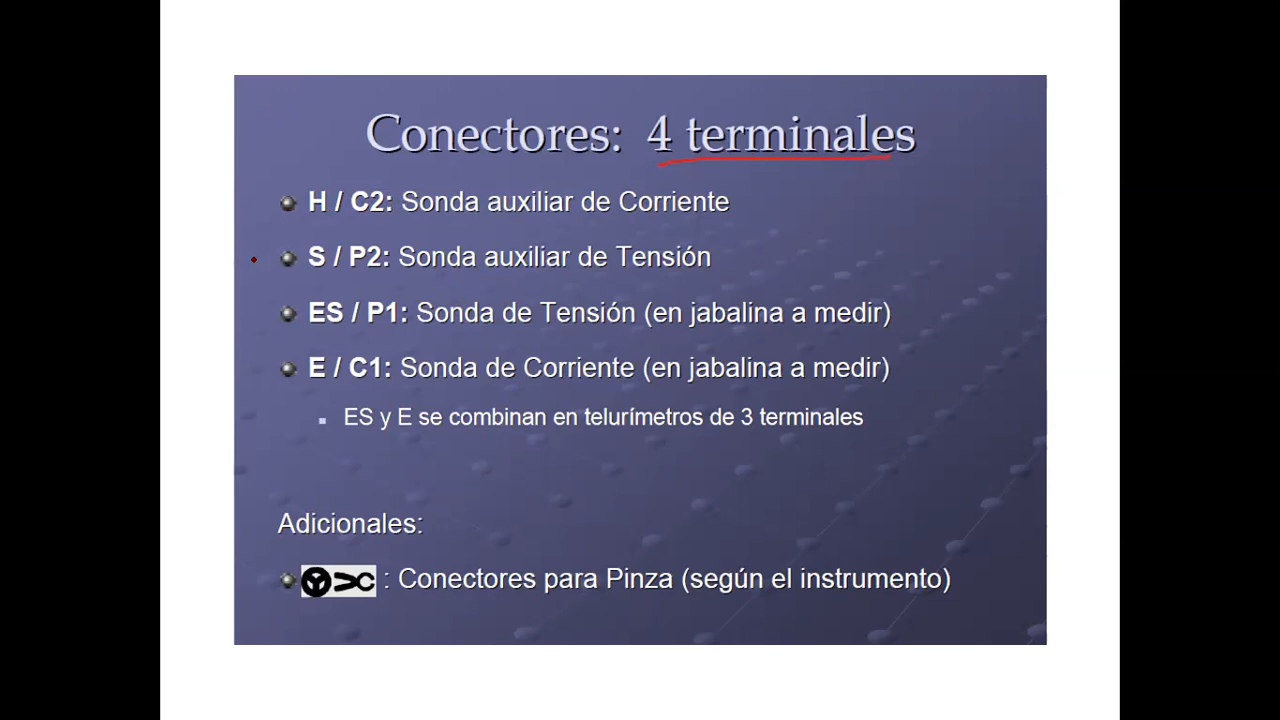 Conectores: 4 terminales
H / C2: Sonda auxiliar de Corriente
S / P2: Sonda auxiliar de Tensión
ES / P1: Sonda de Tensión (en jabalina a medir)
E / C1: Sonda de Corriente (en jabalina a medir)
ES y E se combinan en telurímetros de 3 terminales
Adicionales:
: Conectores para Pinza (según el instrumento)